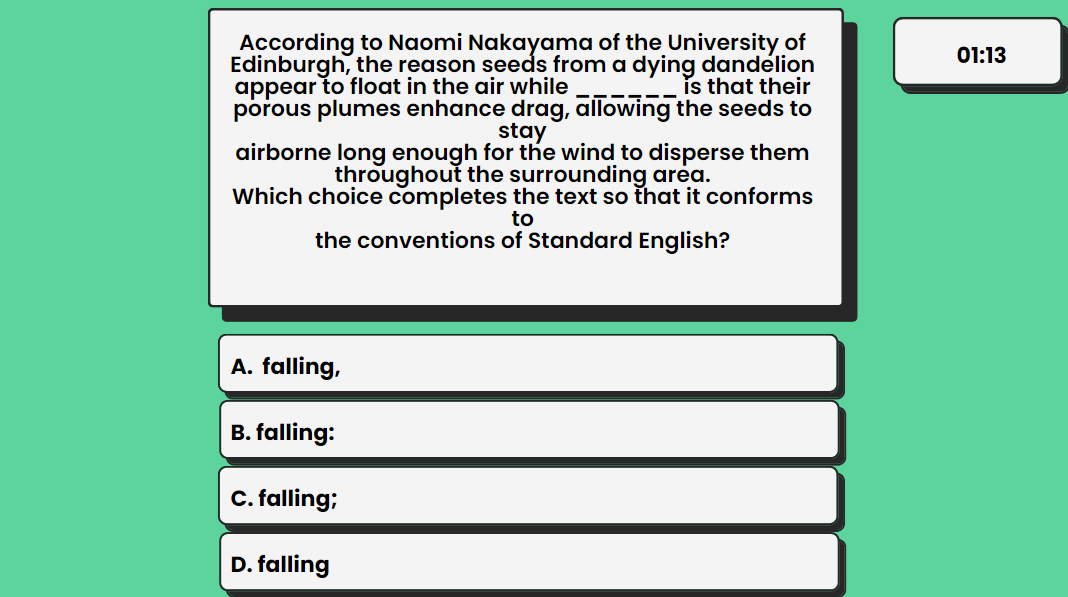 According to Naomi Nakayama of the University of
Edinburgh, the reason seeds from a dying dandelion
appear to float in the air while ______ is that their
porous plumes enhance drag, allowing the seeds to
stay
airborne long enough for the wind to disperse them
throughout the surrounding area.
Which choice completes the text so that it conforms
to
the conventions of Standard English?
01:13
A. falling,
B. falling:
C. falling;
D. falling